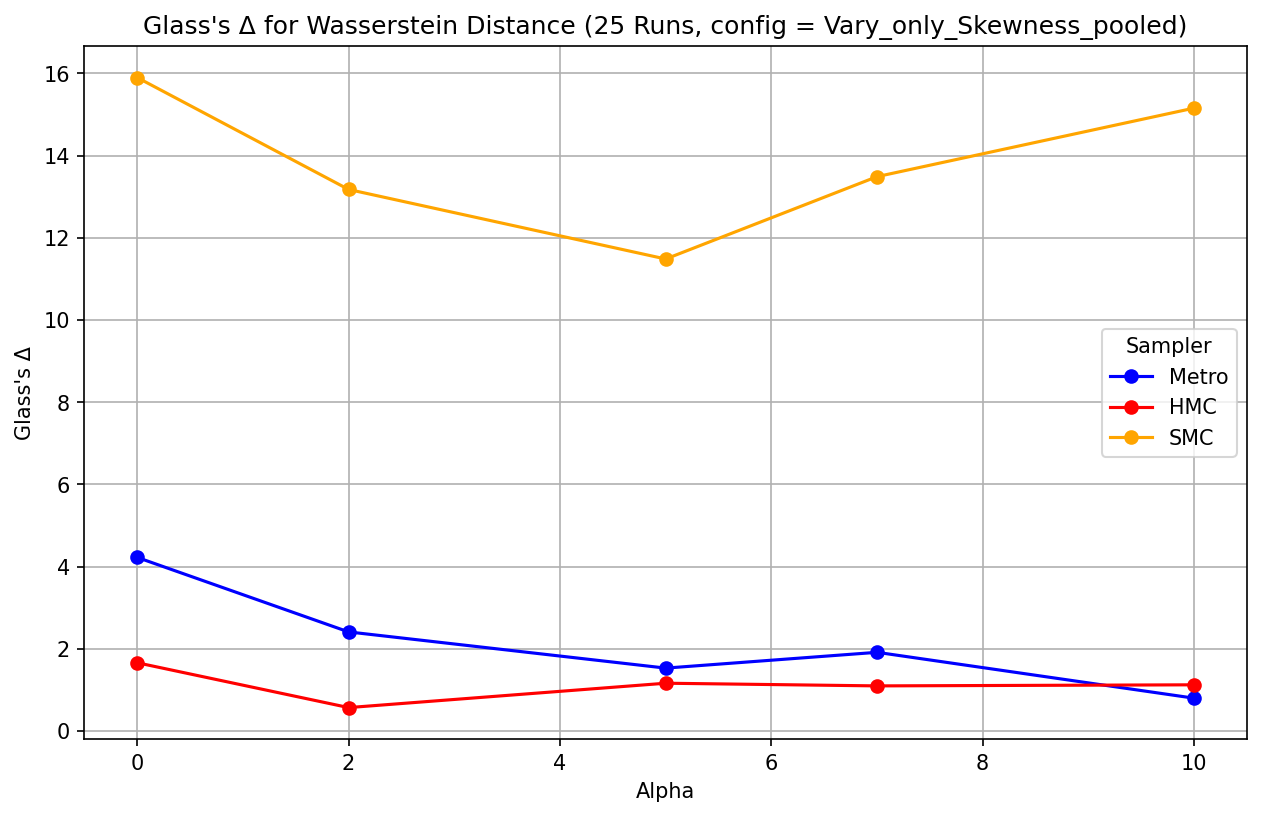 Glass's Δ for Wasserstein Distance (25 Runs, config = Vary_only_Skewness_pooled)
16
14
12
10
8
6
4
2
0
Glass's Δ
Sampler
Metro
HMC
SMC
0 2 4 6 8 10
Alpha